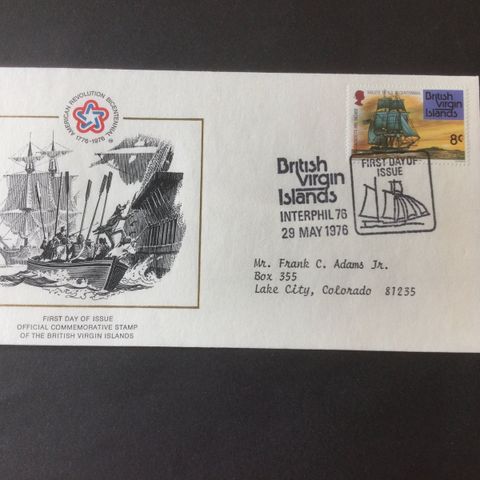 AMERICAN REVOLUTION BICENTENNIAL
1776-1976
British
Virgin
Islands
8c
British
Virgin
Islands
INTERPHIL 76
29 MAY 1976
FIRST DAY OF
ISSUE
Mr. Frank C. Adams Jr.
Box 355
Lake City, Colorado 81235
FIRST DAY OF ISSUE
OFFICIAL COMMEMORATIVE STAMP
OF THE BRITISH VIRGIN ISLANDS